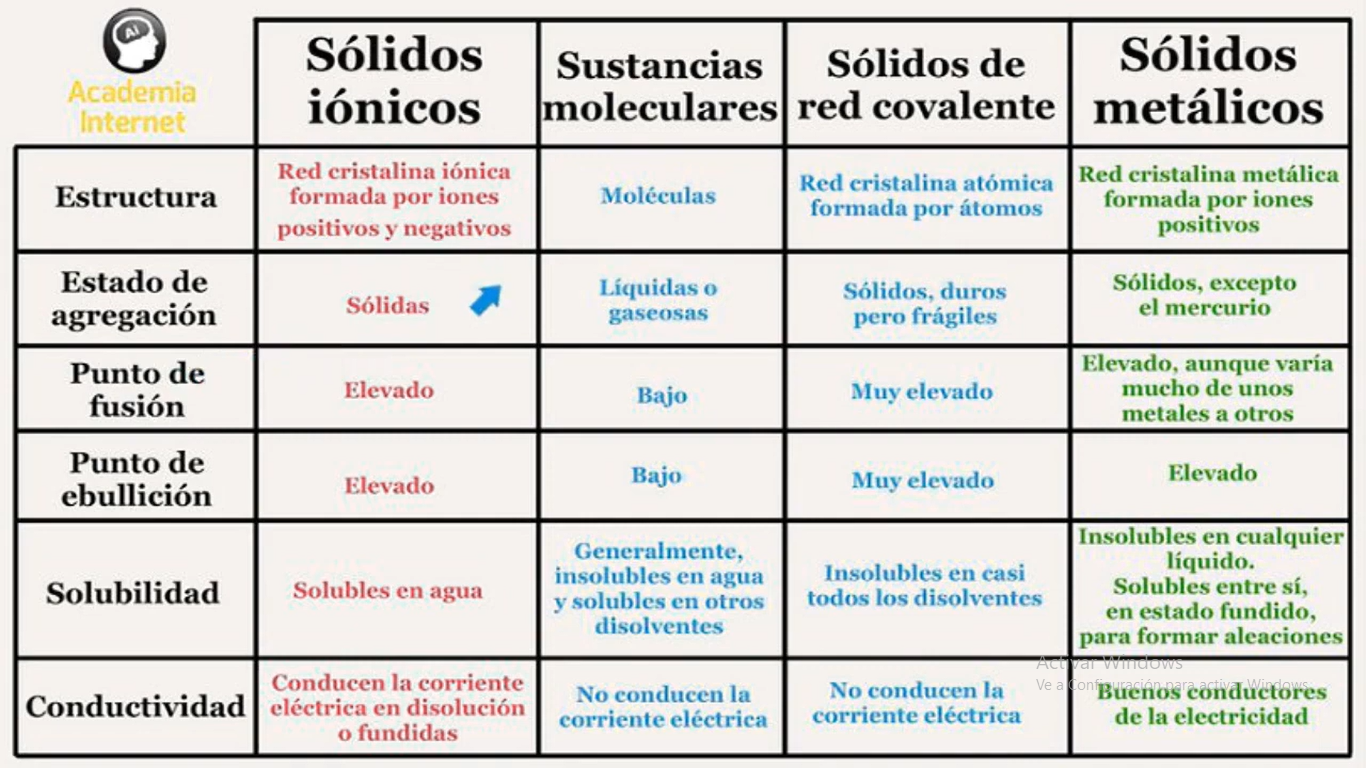 Ai
Academia
Internet
Sólidos
iónicos
Sustancias
moleculares
Sólidos de
red covalente
Sólidos
metálicos
Estructura
Red cristalina iónica
formada por iones
positivos y negativos
Moléculas
Red cristalina atómica
formada por átomos
Red cristalina metálica
formada por iones
positivos
Estado de
agregación
Sólidas
Líquidas o
gaseosas
Sólidos, duros
pero frágiles
Sólidos, excepto
el mercurio
Punto de
fusión
Elevado
Bajo
Muy elevado
Elevado, aunque varía
mucho de unos
metales a otros
Punto de
ebullición
Elevado
Bajo
Muy elevado
Elevado
Solubilidad
Solubles en agua
Generalmente,
insolubles en agua
y solubles en otros
disolventes
Insolubles en casi
todos los disolventes
Insolubles en cualquier
líquido.
Solubles entre sí,
en estado fundido,
para formar aleaciones
Conductividad
Conducen la corriente
eléctrica en disolución
o fundidas
No conducen la
corriente eléctrica
No conducen la
corriente eléctrica
Buenos conductores
de la electricidad
Activar Windows
Ve a Configuración para activar Windows.